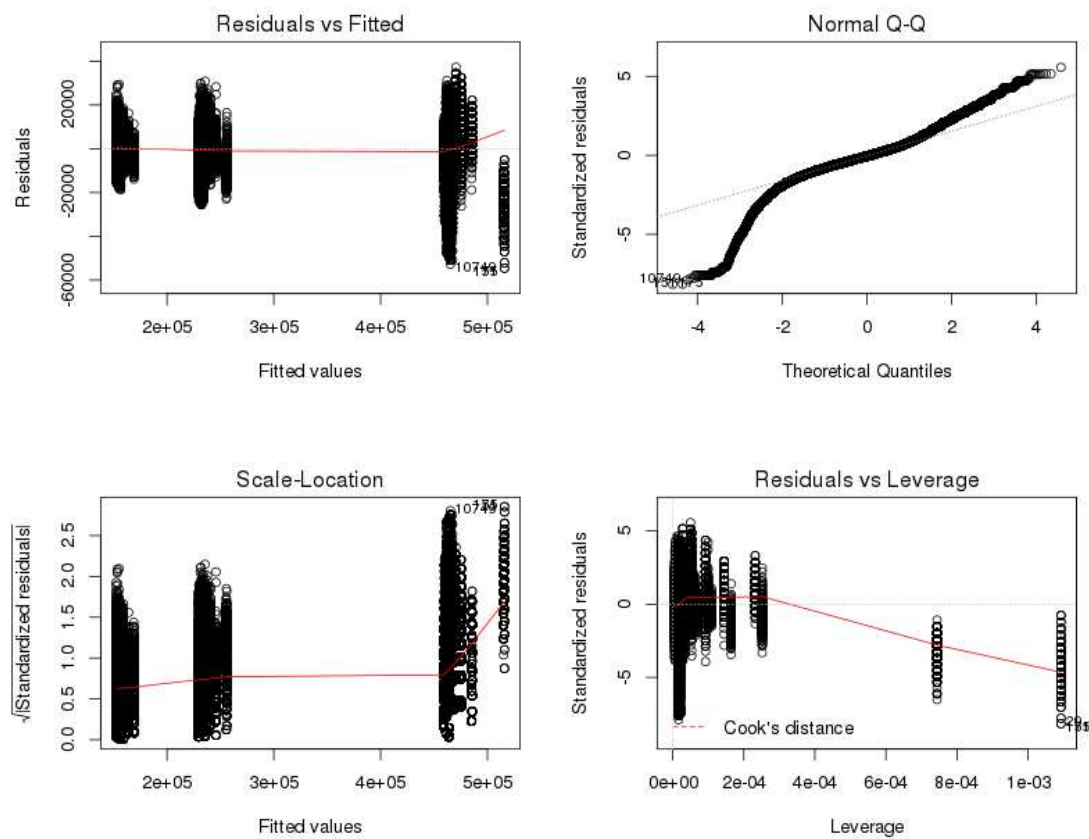 Residuals vs Fitted
Residuals
20000
0
-20000
-60000
10749
2e+05
3e+05
4e+05
5e+05
Fitted values
Normal Q-Q
Standardized residuals
5
0
-5
10749
-4
-2
0
2
4
Theoretical Quantiles
Scale-Location
√|Standardized residuals|
2.5
2.0
1.5
1.0
0.5
0.0
10749
2e+05
3e+05
4e+05
5e+05
Fitted values
Residuals vs Leverage
Standardized residuals
5
0
-5
Cook's distance
0e+00
2e-04
4e-04
6e-04
8e-04
1e-03
Leverage